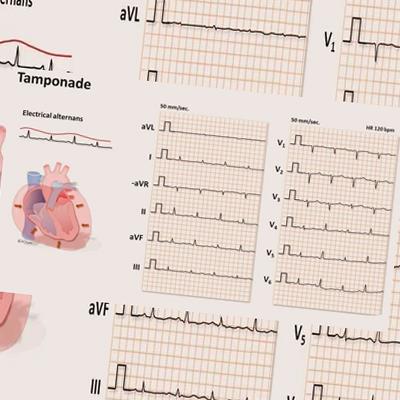 aVL
V1
Tamponade
Electrical alternans
50 mm/sec.
50 mm/sec.
HR 120 bpm
aVL
I
-aVR
II
aVF
III
V1
V2
V3
V4
V5
V6
aVF
III
V5